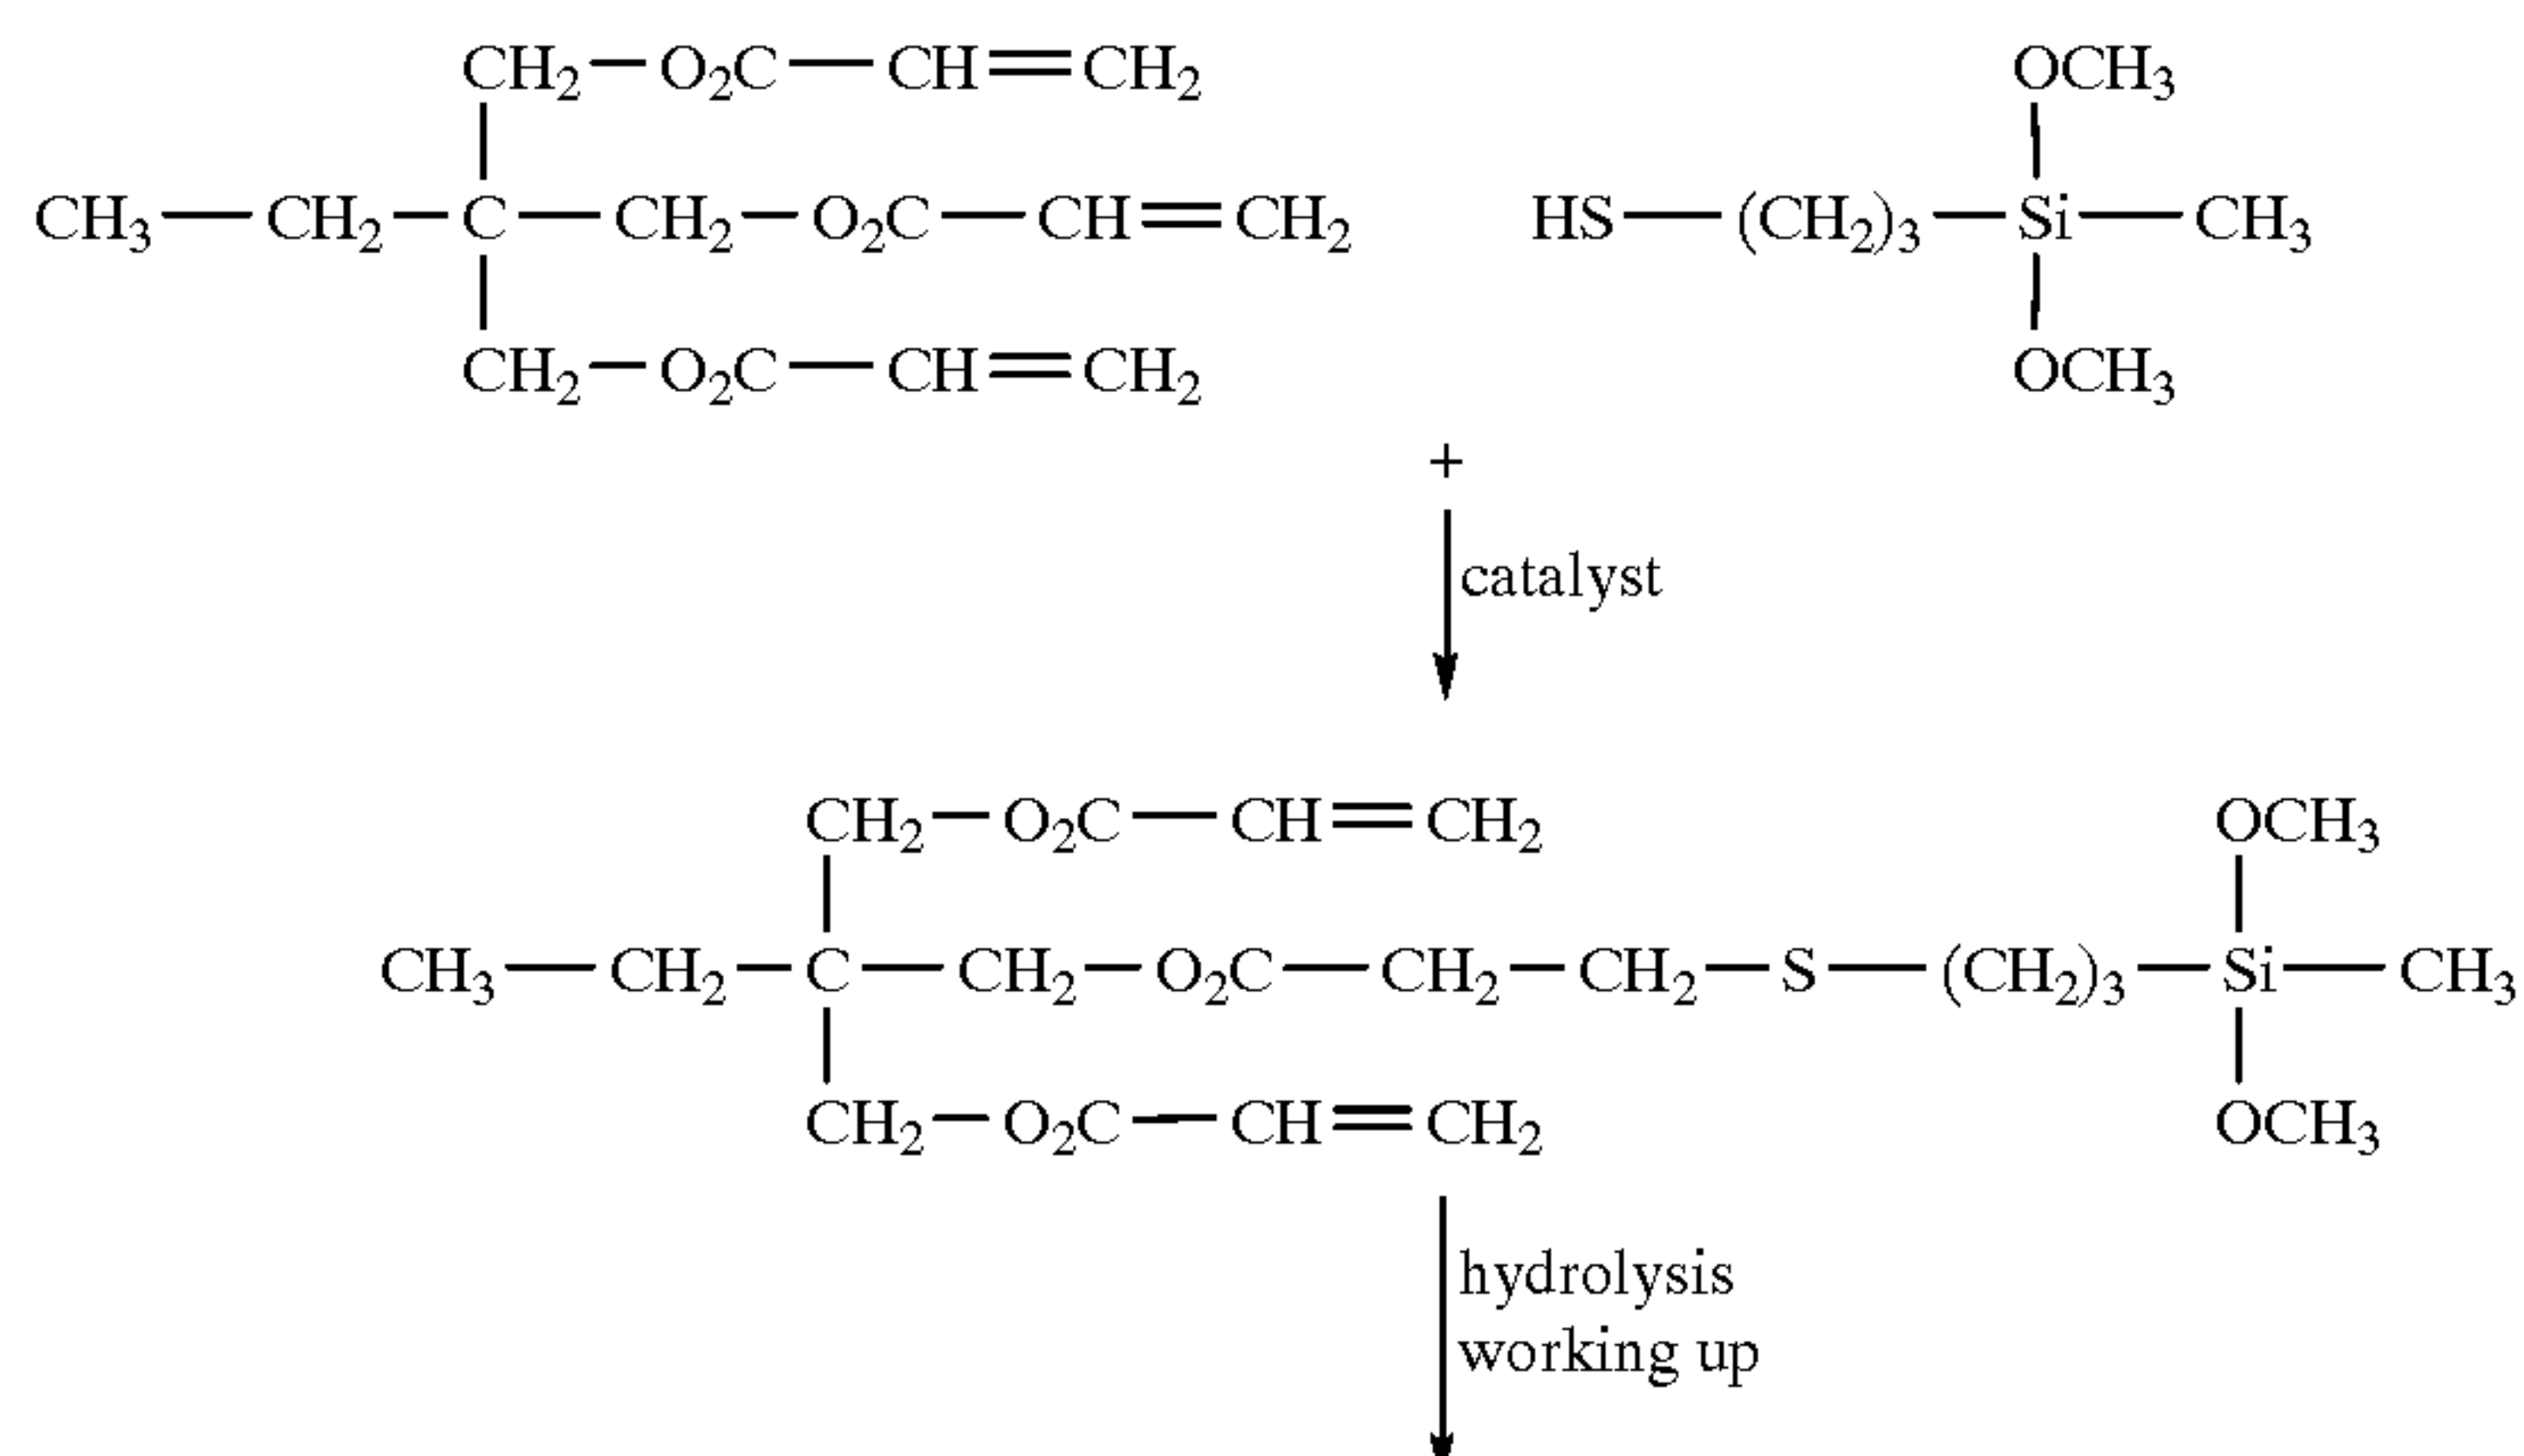 CH₂—O₂C—CH=CH₂ OCH₃
CH₃—CH₂—C—CH₂—O₂C—CH=CH₂ HS—(CH₂)₃—Si—CH₃
CH₂—O₂C—CH=CH₂ OCH₃
+
catalyst
CH₂—O₂C—CH=CH₂ OCH₃
CH₃—CH₂—C—CH₂—O₂C—CH₂—CH₂—S—(CH₂)₃—Si—CH₃
CH₂—O₂C—CH=CH₂ OCH₃
hydrolysis
working up